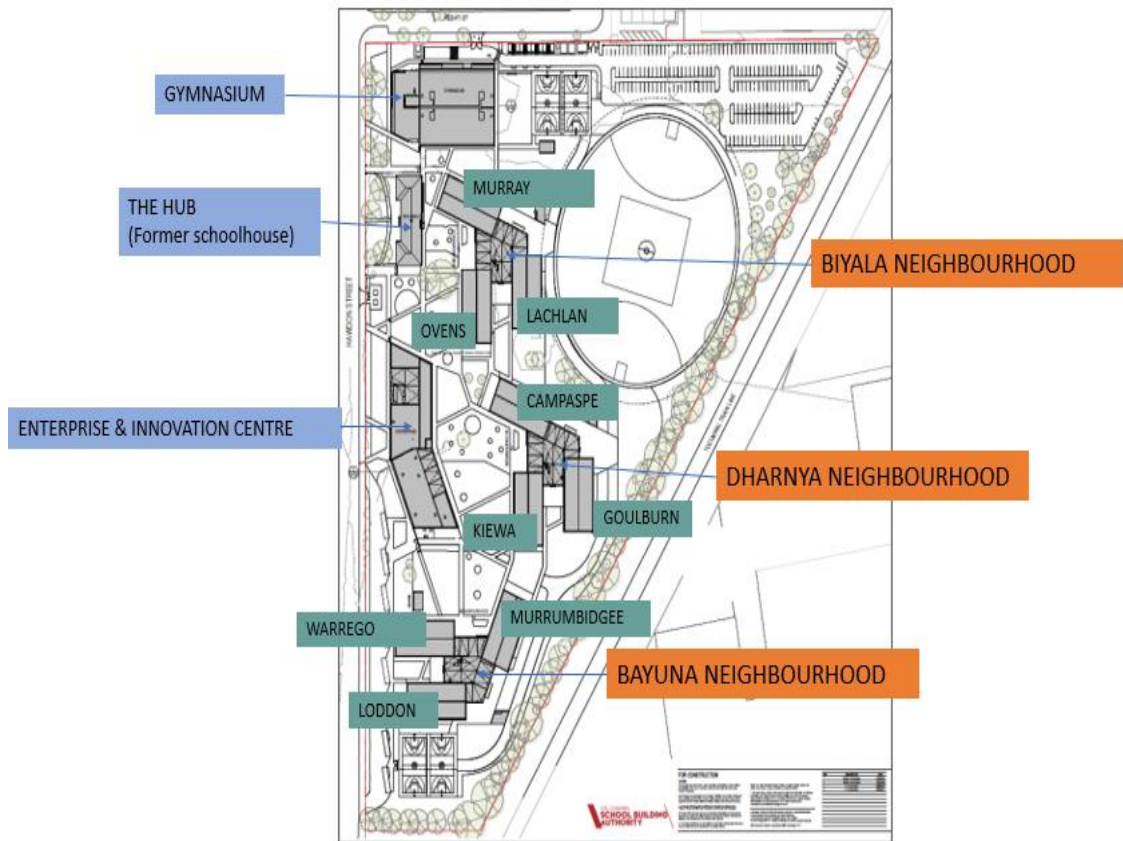 GYMNASIUM
MURRAY
THE HUB
(Former schoolhouse)
BIYALA NEIGHBOURHOOD
LACHLAN
OVENS
HAWDON STREET
CAMPASPE
ENTERPRISE & INNOVATION CENTRE
DHARNYA NEIGHBOURHOOD
GOULBURN
KIEWA
MURRUMBIDGEE
WARREGO
BAYUNA NEIGHBOURHOOD
LODDON
FOR CONSTRUCTION
SCHOOL BUILDING
AUTHORITY